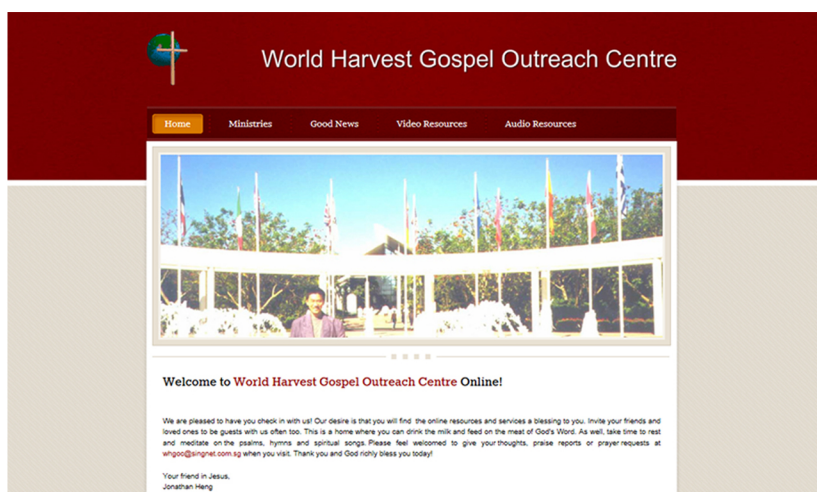 World Harvest Gospel Outreach Centre
Home Ministries Good News Video Resources Audio Resources
Welcome to World Harvest Gospel Outreach Centre Online!
We are pleased to have you check in with us! Our desire is that you will find the online resources and services a blessing to you. Invite your friends and
loved ones to be guests with us often too. This is a home where you can drink the milk and feed on the meat of God's Word. As well, take time to rest
and meditate on the psalms, hymns and spiritual songs. Please feel welcomed to give your thoughts, praise reports or prayer requests at
whgoc@singnet.com.sg when you visit. Thank you and God richly bless you today!
Your friend in Jesus,
Jonathan Heng